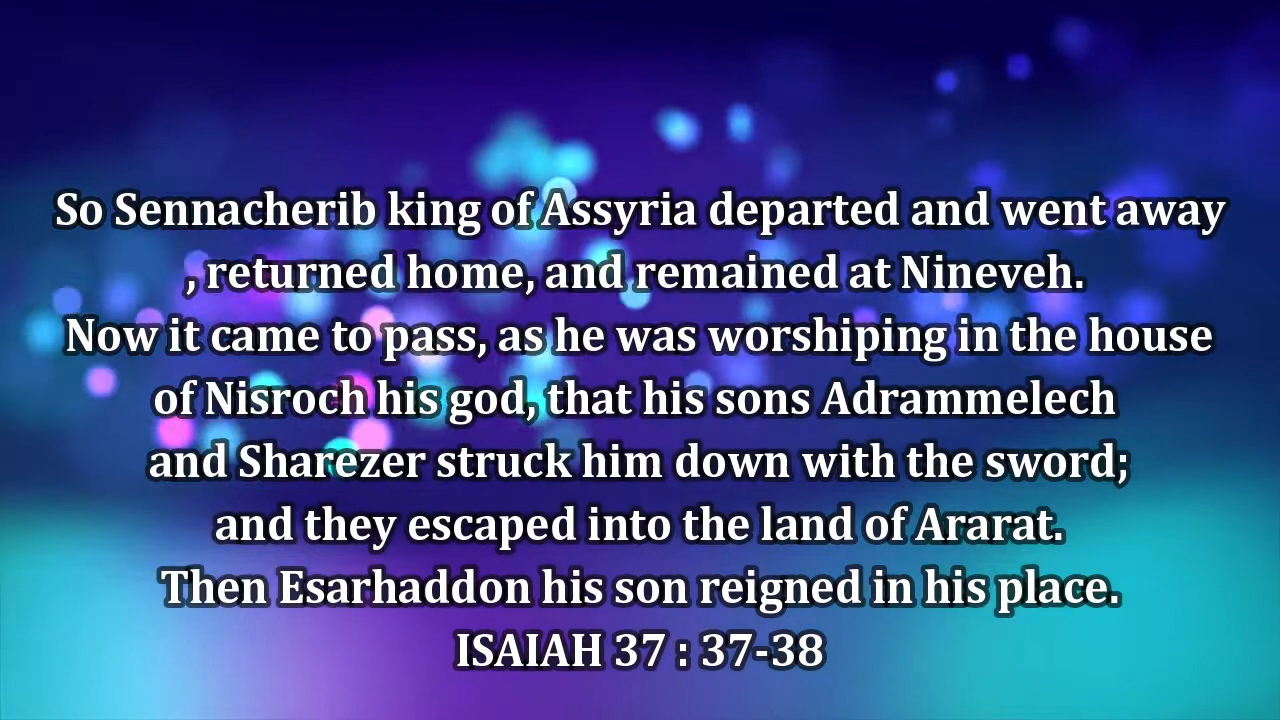 So Sennacherib king of Assyria departed and went away
, returned home, and remained at Nineveh.
Now it came to pass, as he was worshiping in the house
of Nisroch his god, that his sons Adrammelech
and Sharezer struck him down with the sword;
and they escaped into the land of Ararat.
Then Esarhaddon his son reigned in his place.
ISAIAH 37 : 37-38